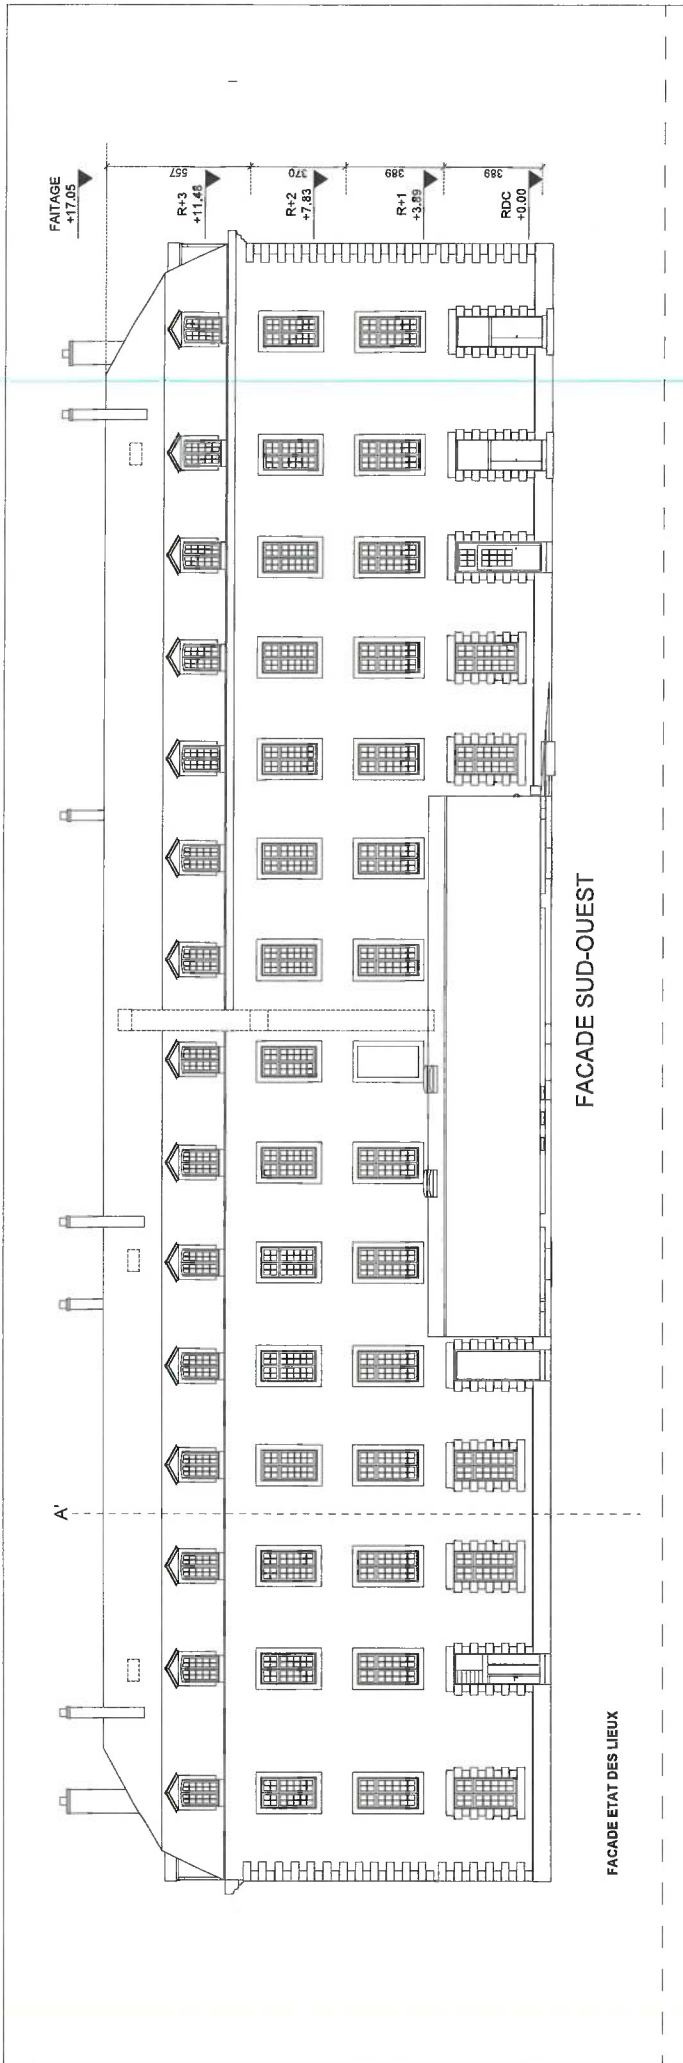 A'
FAITAGE
+17.05
557
R+3
+11.48
370
R+2
+7.83
389
R+1
+3.89
389
RDC
+0.00
FACADE SUD-OUEST
FACADE ETAT DES LIEUX